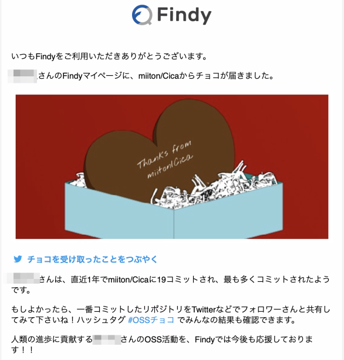 Findy
いつもFindyをご利用いただきありがとうございます。
さんのFindyマイページに、miiton/Cicaからチョコが届きました。
Thanks from
miiton/Cica
チョコを受け取ったことをつぶやく
さんは、直近1年でmiiton/Cicaに19コミットされ、最も多くコミットされたようです。
もしよかったら、一番コミットしたリポジトリをTwitterなどでフォロワーさんと共有してみて下さいね！ハッシュタグ #OSSチョコ でみんなの結果も確認できます。
人類の進歩に貢献する さんのOSS活動を、Findyでは今後も応援しております！！